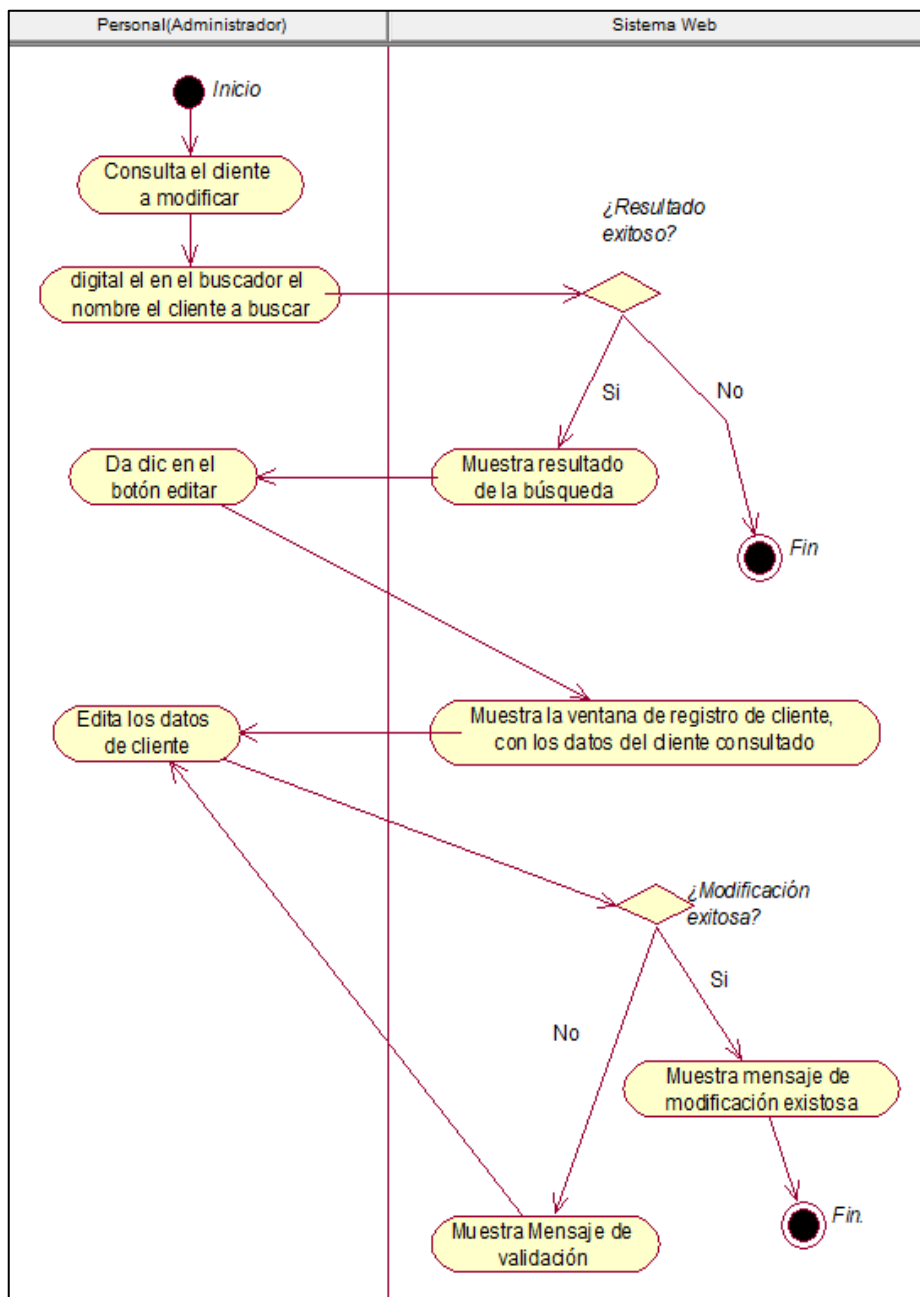 Personal(Administrador)
Sistema Web
Inicio
Consulta el cliente
a modificar
¿Resultado
exitoso?
digital el en el buscador el
nombre el cliente a buscar
Si
No
Da clic en el
botón editar
Muestra resultado
de la búsqueda
Fin
Edita los datos
de cliente
Muestra la ventana de registro de cliente,
con los datos del cliente consultado
¿Modificación
exitosa?
Si
No
Muestra mensaje de
modificación existosa
Fin.
Muestra Mensaje de
validación